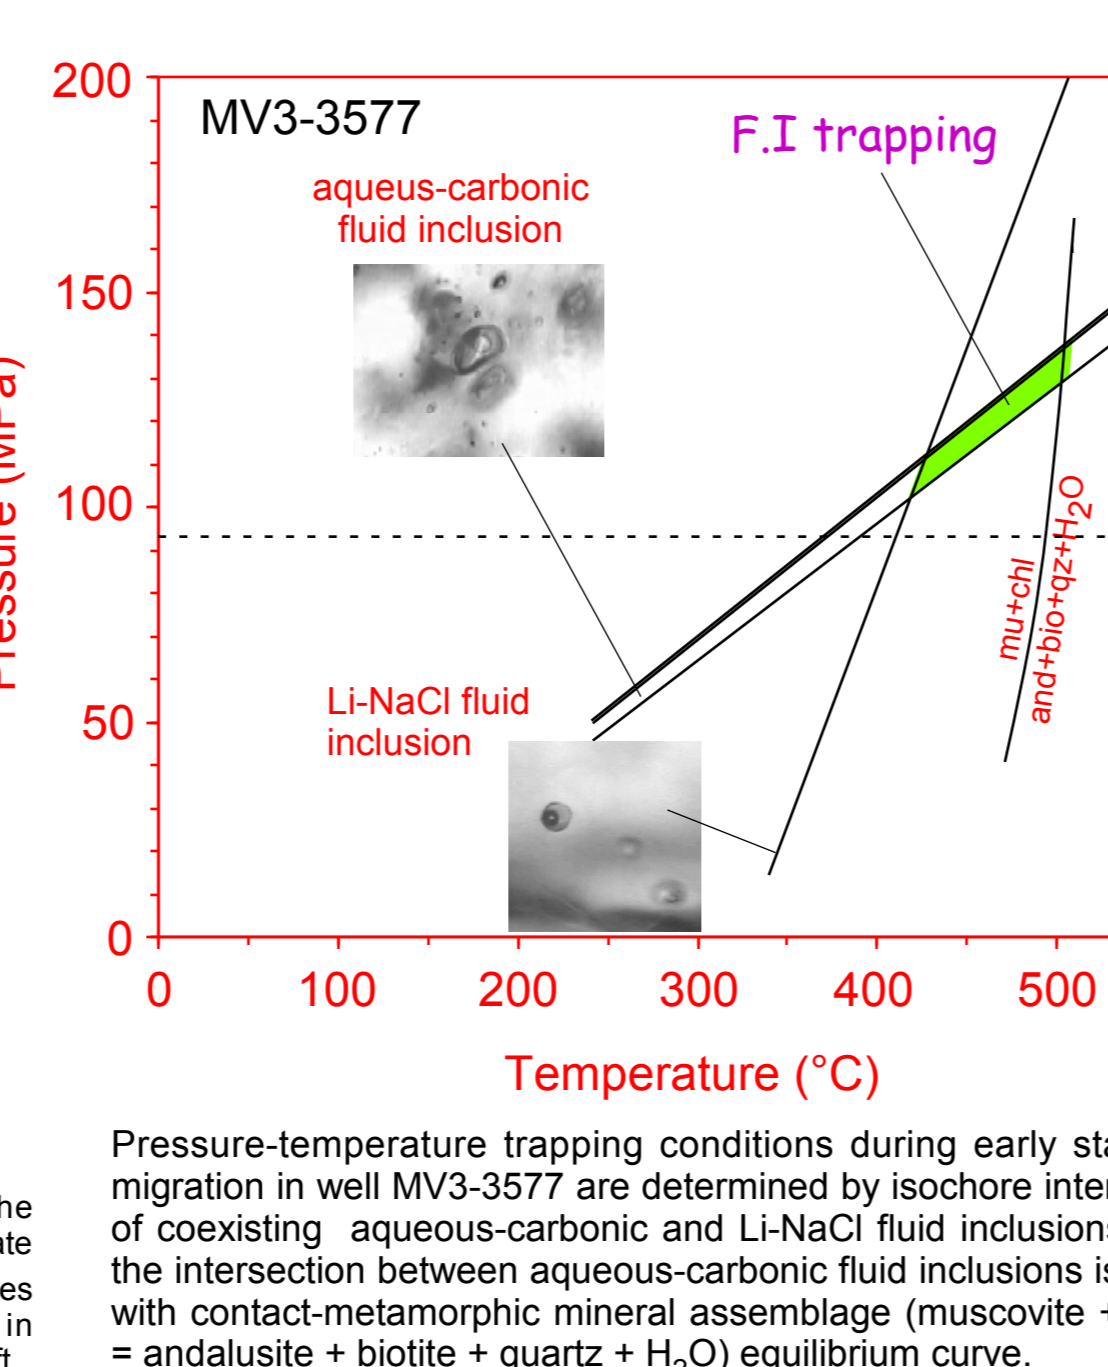 200
MV3-3577
F.I trapping
aqueus-carbonic
fluid inclusion
150
Pressure (MPa)
100
mu+chl
and+bio+qz+H2O
Li-NaCl fluid
inclusion
50
0
0 100 200 300 400 500
Temperature (°C)
Pressure-temperature trapping conditions during early
migration in well MV3-3577 are determined by isochore
of coexisting aqueous-carbonic and Li-NaCl fluid inclusions
the intersection between aqueous-carbonic fluid inclusions
with contact-metamorphic mineral assemblage (muscovite +
= andalusite + biotite + quartz + H2O) equilibrium curve.
in